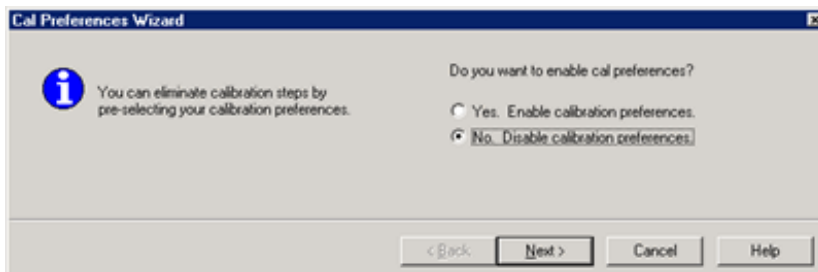 Cal Preferences Wizard
You can eliminate calibration steps by
pre-selecting your calibration preferences.
Do you want to enable cal preferences?
Yes. Enable calibration preferences.
No. Disable calibration preferences.
< Back
Next >
Cancel
Help